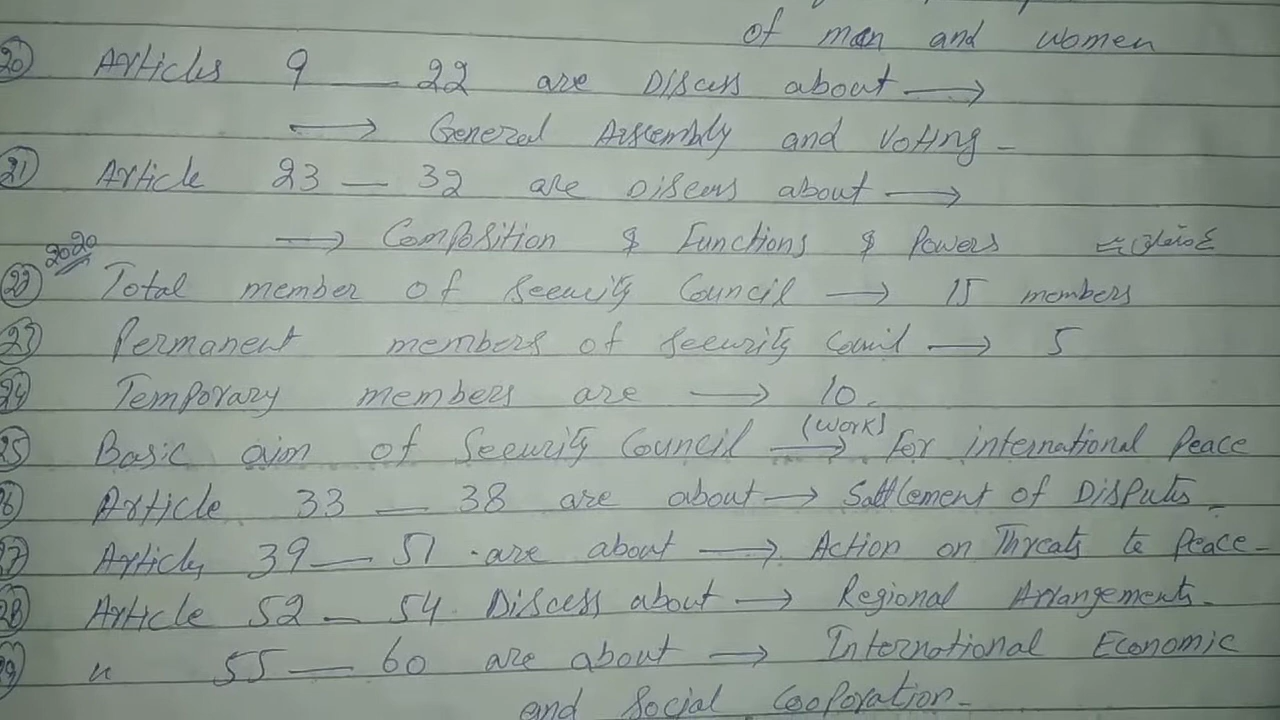 of man and women
20 Articles 9 — 22 are Discuss about →
→ General Assembly and Voting -
21 Article 23 — 32 are Discuss about →
→ Composition & Functions & Powers
2020
22 Total member of Security Council → 15 members
23 Permanent members of Security Council → 5
24 Temporary members are → 10.
25 Basic aim of Security Council (work) → For international Peace
26 Article 33 — 38 are about → Sattlement of Disputes -
27 Articles 39 — 51 are about → Action on Threats to Peace -
28 Article 52 — 54 Discuss about → Regional Arrangements -
29 " 55 — 60 are about → International Economic
and Social Cooporation -